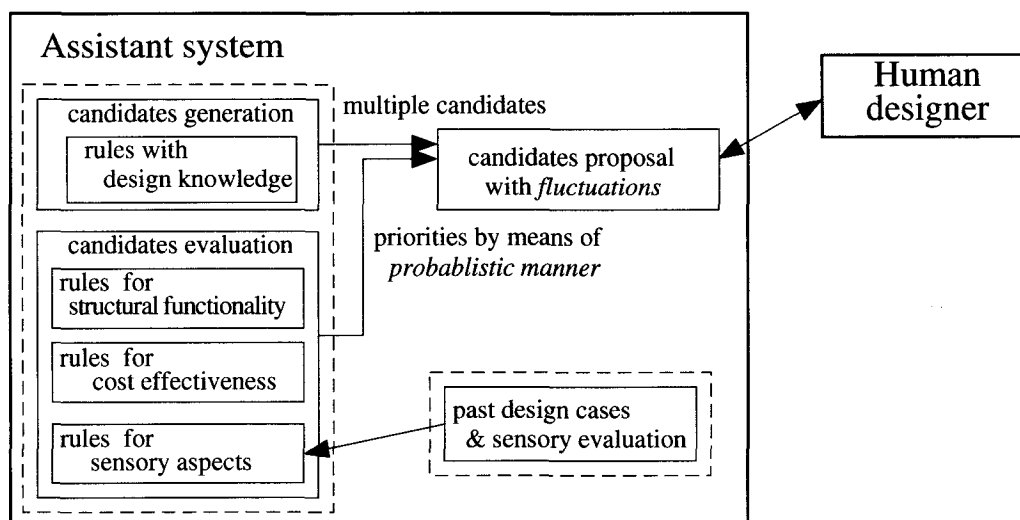 Assistant system
candidates generation
rules with
design knowledge
multiple candidates
candidates proposal
with fluctuations
Human
designer
candidates evaluation
rules for
structural functionality
rules for
cost effectiveness
rules for
sensory aspects
priorities by means of
probablistic manner
past design cases
& sensory evaluation